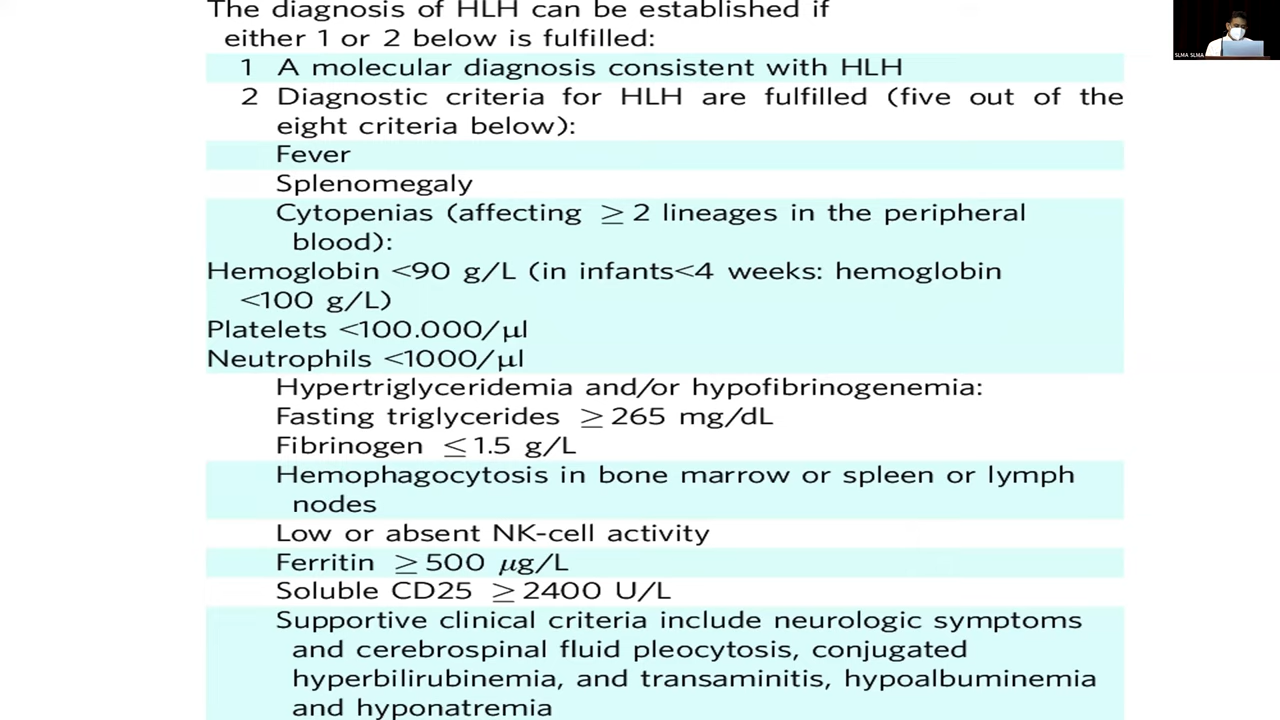 The diagnosis of HLH can be established if
either 1 or 2 below is fulfilled:
1 A molecular diagnosis consistent with HLH
2 Diagnostic criteria for HLH are fulfilled (five out of the
eight criteria below):
Fever
Splenomegaly
Cytopenias (affecting ≥ 2 lineages in the peripheral
blood):
Hemoglobin <90 g/L (in infants<4 weeks: hemoglobin
<100 g/L)
Platelets <100.000/μl
Neutrophils <1000/μl
Hypertriglyceridemia and/or hypofibrinogenemia:
Fasting triglycerides ≥ 265 mg/dL
Fibrinogen ≤ 1.5 g/L
Hemophagocytosis in bone marrow or spleen or lymph
nodes
Low or absent NK-cell activity
Ferritin ≥ 500 μg/L
Soluble CD25 ≥ 2400 U/L
Supportive clinical criteria include neurologic symptoms
and cerebrospinal fluid pleocytosis, conjugated
hyperbilirubinemia, and transaminitis, hypoalbuminemia
and hyponatremia
SLMA SLMA